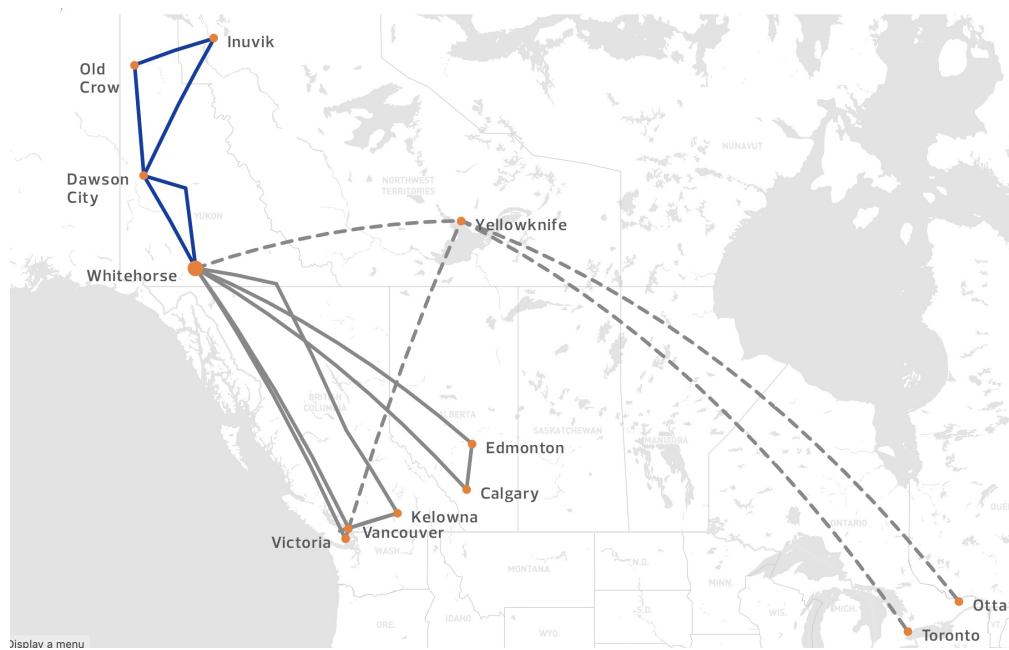 Inuvik
Old
Crow
NUNAVUT
Dawson
City
NORTHWEST
TERRITORIES
YUKON
Yellowknife
Whitehorse
BRITISH
COLUMBIA
ALBERTA
SASKATCHEWAN
MANITOBA
Edmonton
Calgary
Kelowna
Vancouver
Victoria
WASH.
ONTARIO
MONTANA
N.D.
MINN.
S.D.
WIS.
MICH.
ORE.
IDAHO
WYO.
Otta
Toronto
VT.
Display a menu